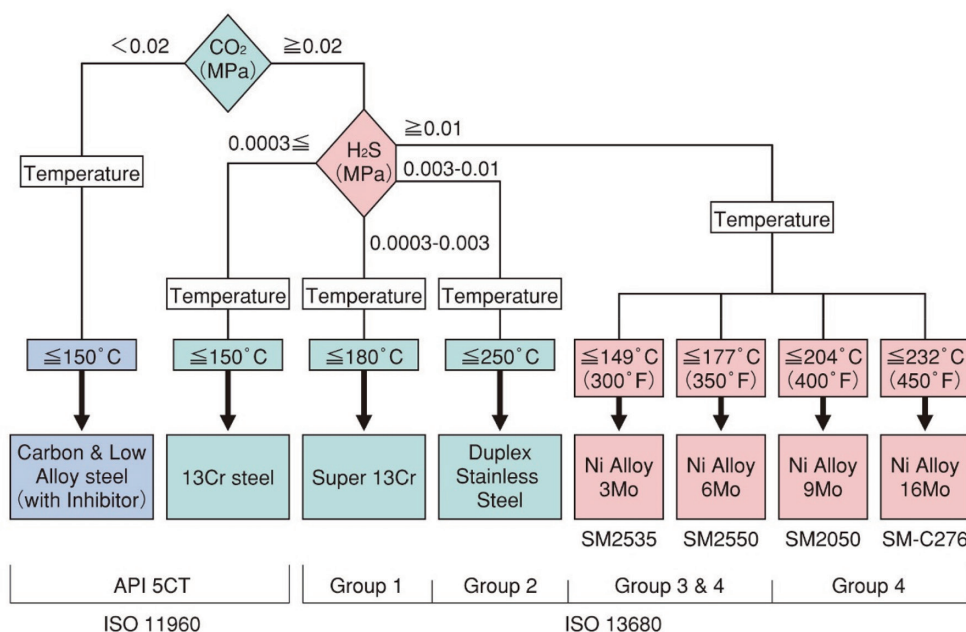 <0.02
CO₂
(MPa)
≧0.02
0.0003≦
H₂S
(MPa)
≧0.01
0.003-0.01
0.0003-0.003
Temperature
Temperature
Temperature
Temperature
Temperature
≦150°C
≦150°C
≦180°C
≦250°C
≦149°C
(300°F)
≦177°C
(350°F)
≦204°C
(400°F)
≦232°C
(450°F)
Carbon & Low
Alloy steel
(with Inhibitor)
13Cr steel
Super 13Cr
Duplex
Stainless
Steel
Ni Alloy
3Mo
Ni Alloy
6Mo
Ni Alloy
9Mo
Ni Alloy
16Mo
SM2535
SM2550
SM2050
SM-C276
API 5CT
Group 1
Group 2
Group 3 & 4
Group 4
ISO 11960
ISO 13680